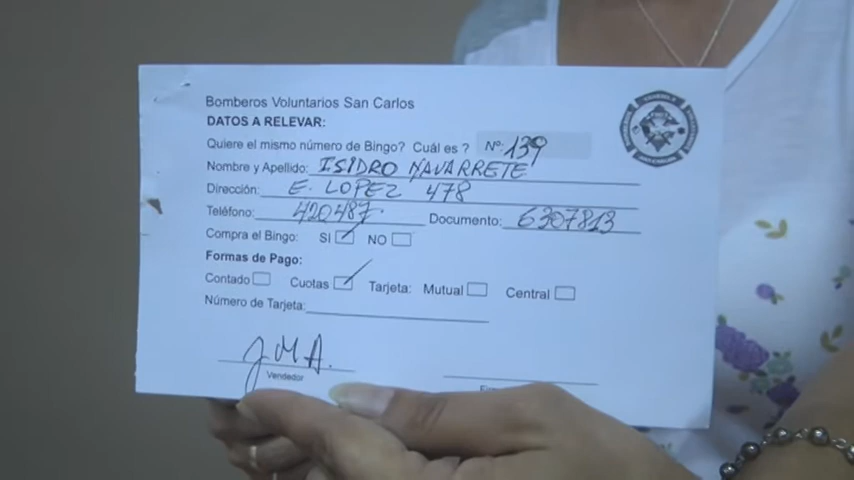 Bomberos Voluntarios San Carlos
DATOS A RELEVAR:
Quiere el mismo número de Bingo? Cuál es ? Nº: 139
Nombre y Apellido: ISIDRO NAVARRETE
Dirección: E. LOPEZ 478
Teléfono: 420487 Documento: 6307813
Compra el Bingo: SI NO
Formas de Pago:
Contado Cuotas Tarjeta: Mutual Central
Número de Tarjeta:
JMA.
Vendedor